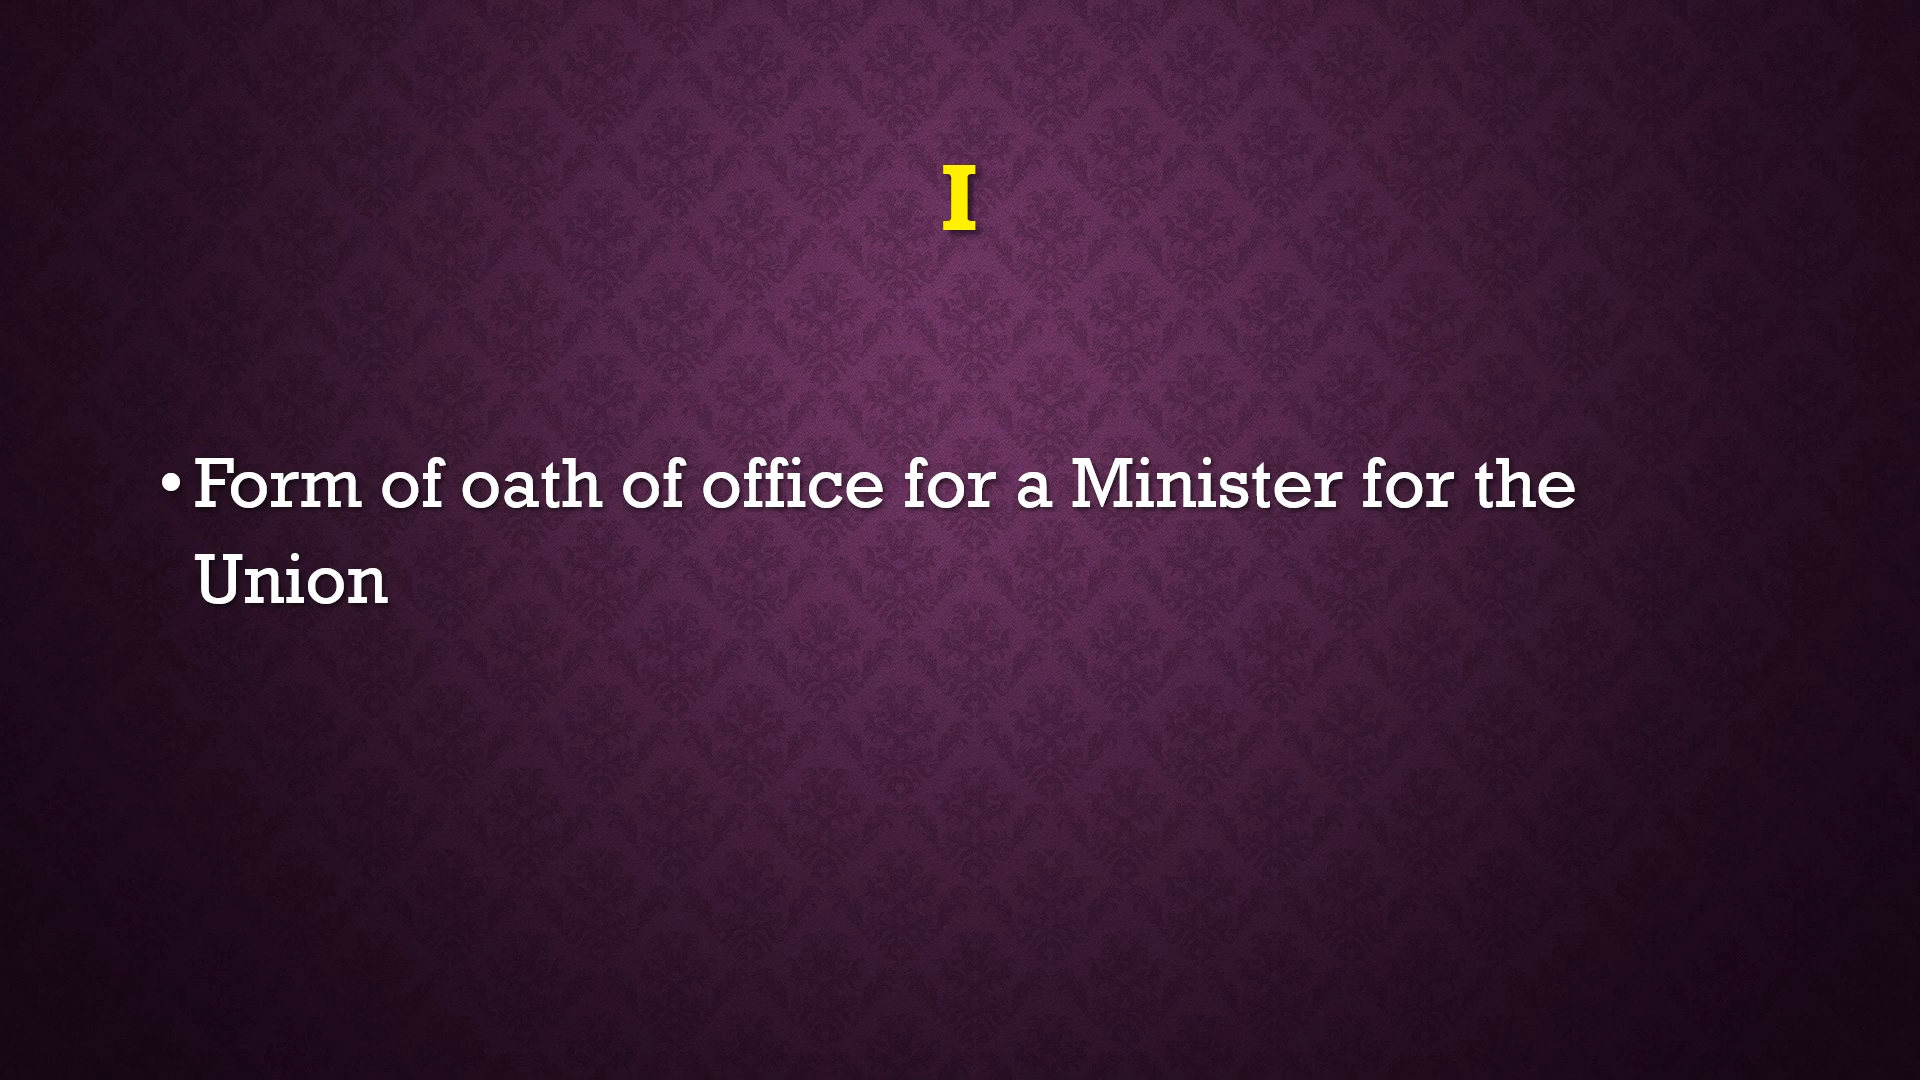 I
• Form of oath of office for a Minister for the
Union